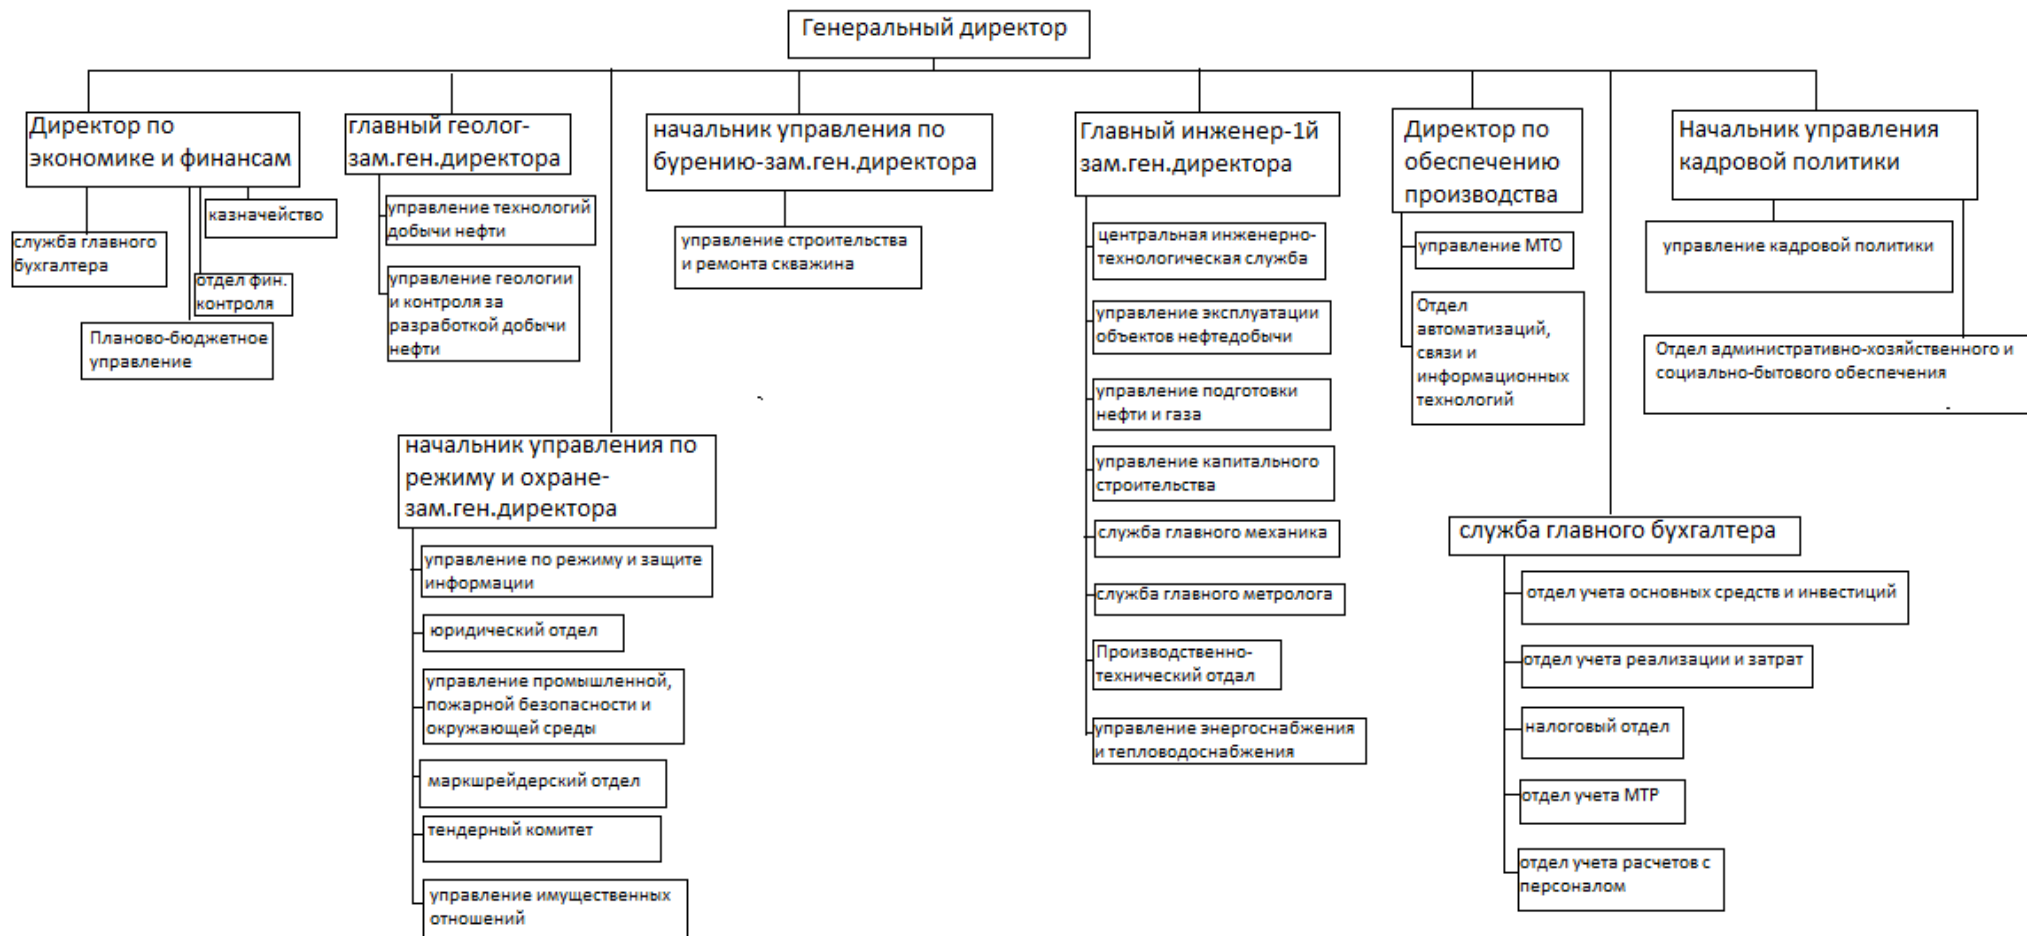 Генеральный директор
Директор по
экономике и финансам
служба главного
бухгалтера
казначейство
отдел фин.
контроля
Планово-бюджетное
управление
главный геолог-
зам.ген.директора
управление технологий
добычи нефти
управление геологии
и контроля за
разработкой добычи
нефти
начальник управления по
режиму и охране-
зам.ген.директора
управление по режиму и защите
информации
юридический отдел
управление промышленной,
пожарной безопасности и
окружающей среды
маркшрейдерский отдел
тендерный комитет
управление имущественных
отношений
начальник управления по
бурению-зам.ген.директора
управление строительства
и ремонта скважина
Главный инженер-1й
зам.ген.директора
центральная инженерно-
технологическая служба
управление эксплуатации
объектов нефтедобычи
управление подготовки
нефти и газа
управление капитального
строительства
служба главного механика
служба главного метролога
Производственно-
технический отдал
управление энергоснабжения
и тепловодоснабжения
Директор по
обеспечению
производства
управление МТО
Отдел
автоматизаций,
связи и
информационных
технологий
служба главного бухгалтера
отдел учета основных средств и инвестиций
отдел учета реализации и затрат
налоговый отдел
отдел учета МТР
отдел учета расчетов с
персоналом
Начальник управления
кадровой политики
управление кадровой политики
Отдел административно-хозяйственного и
социально-бытового обеспечения